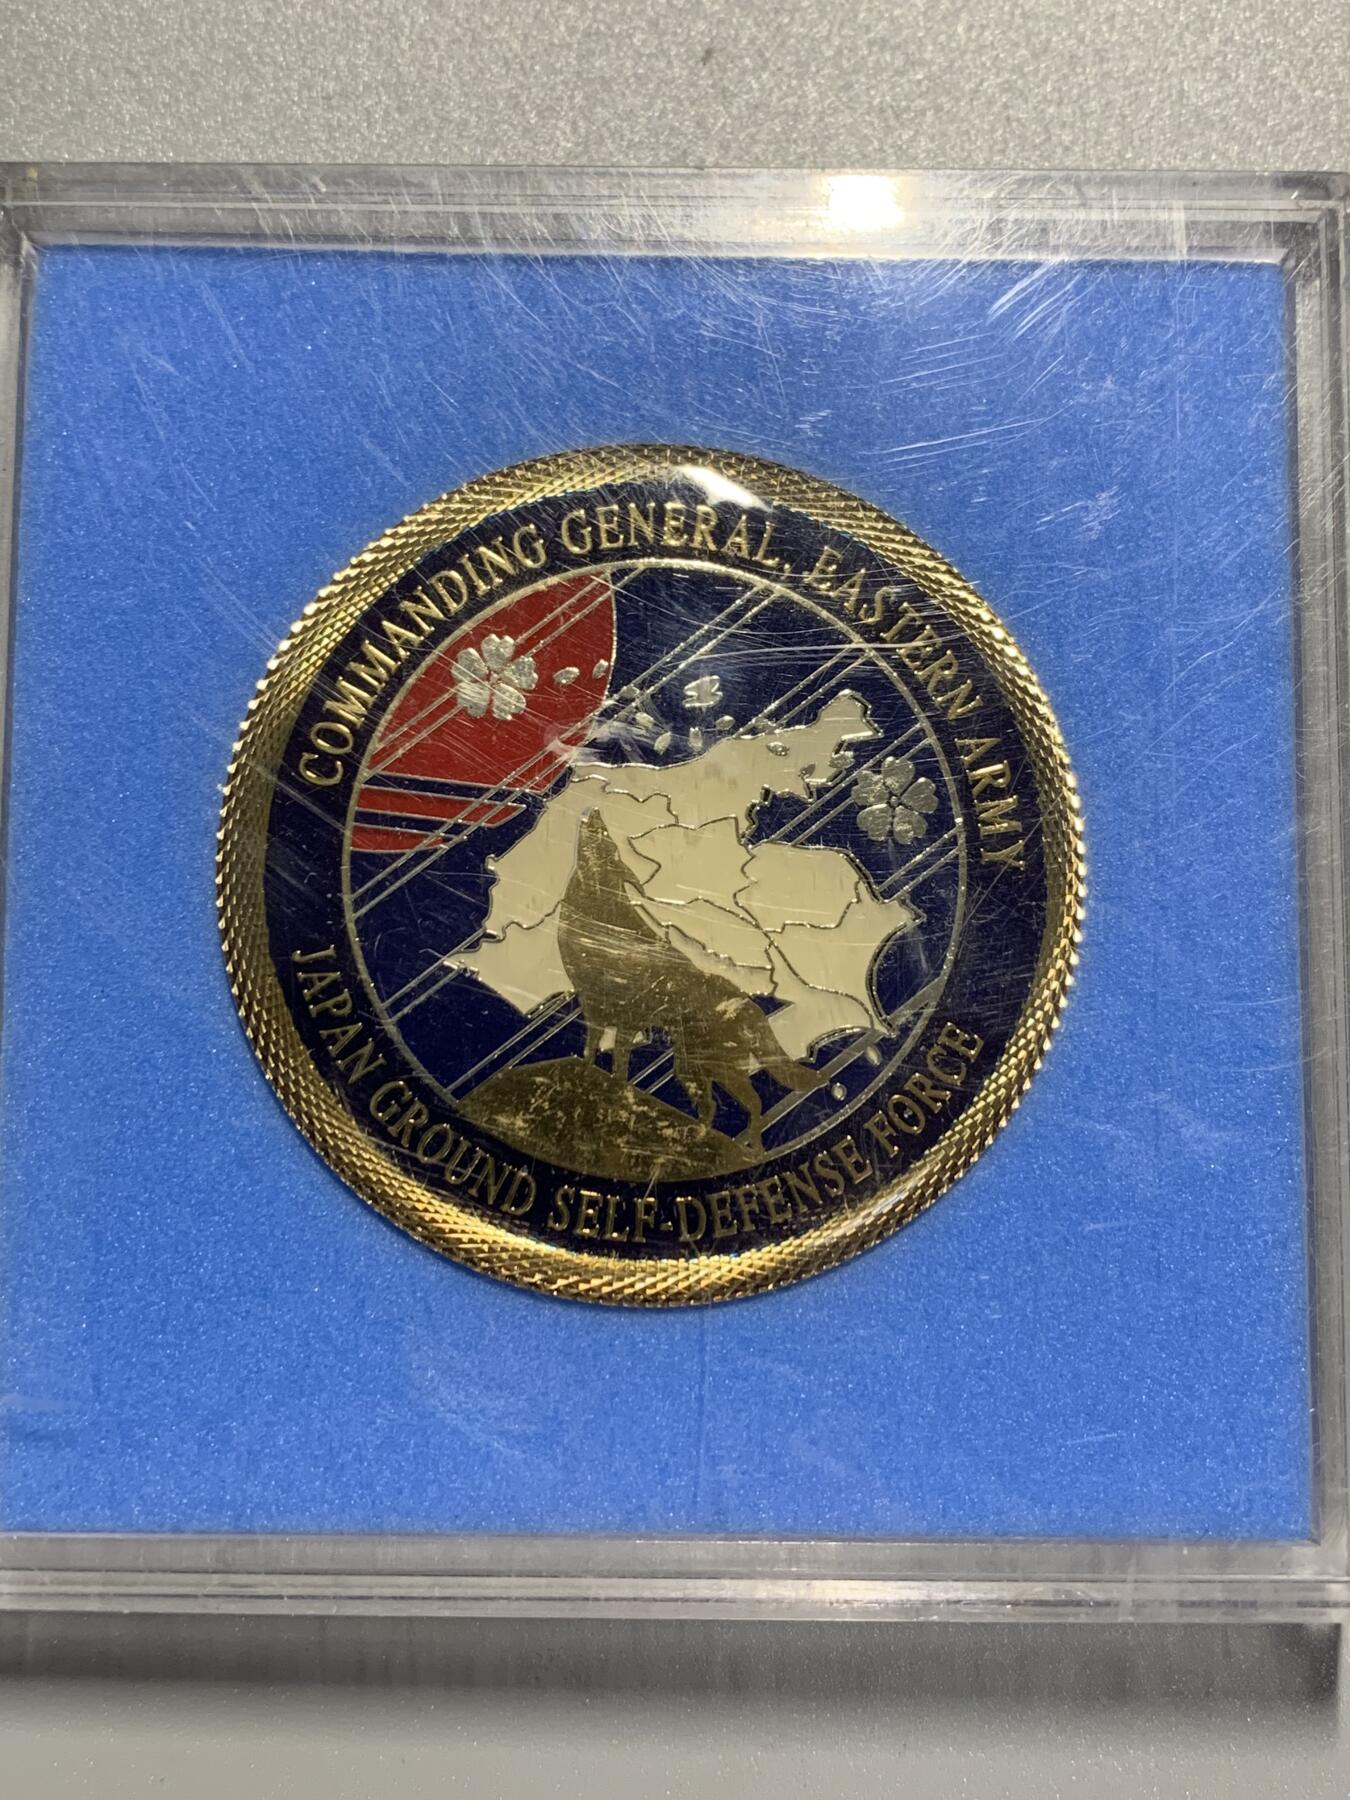 COMMANDING GENERAL, EASTERN ARMY
JAPAN GROUND SELF-DEFENSE FORCE